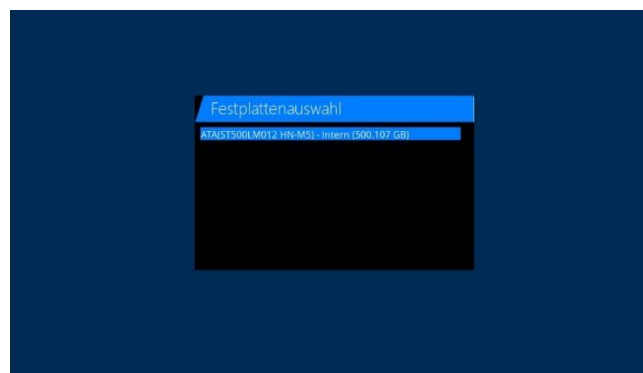 Festplattenauswahl
ATA(ST500LM012 HN-M5) - Intern (500.107 GB)